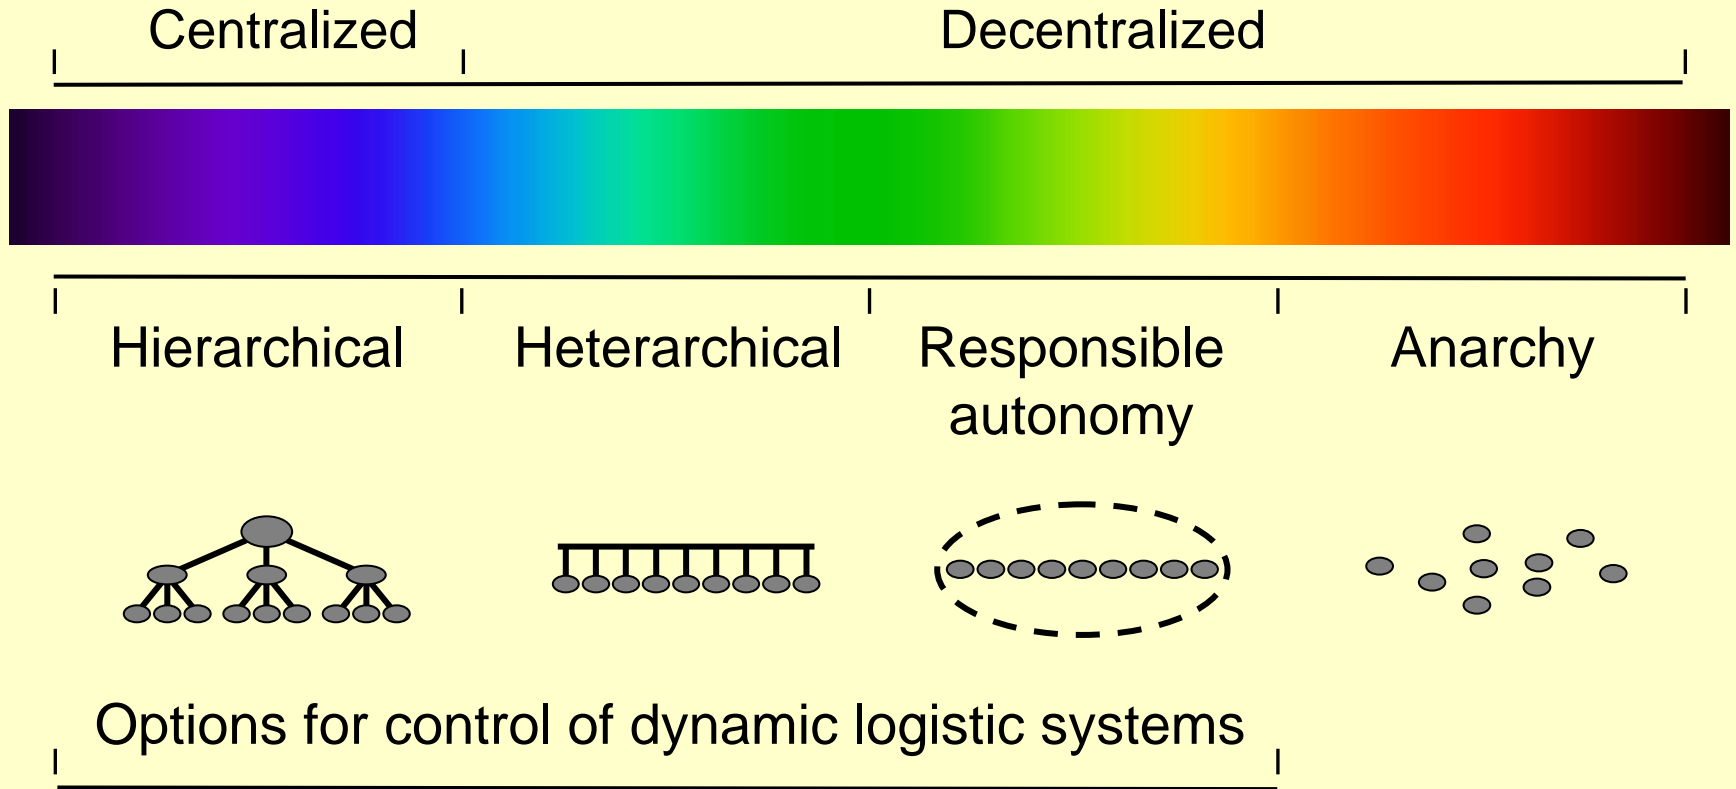 Centralized
Decentralized
Hierarchical
Heterarchical
Responsible
autonomy
Anarchy
Options for control of dynamic logistic systems